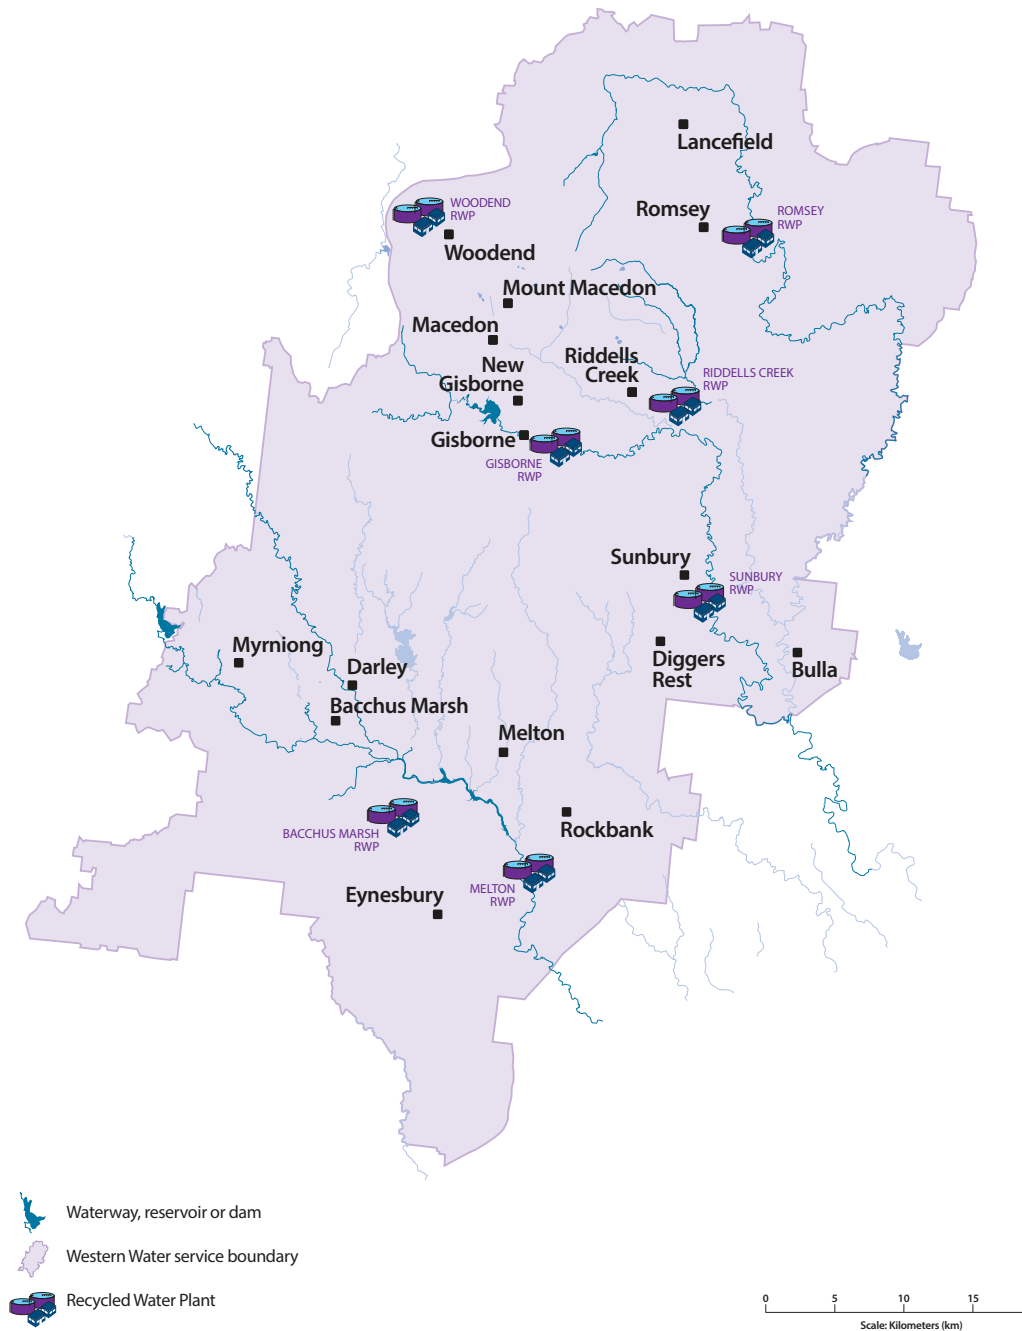 Lancefield
WOODEND
RWP
Romsey
ROMSEY
RWP
Woodend
Mount Macedon
Macedon
New
Gisborne
Riddells
Creek
RIDDELLS CREEK
RWP
Gisborne
GISBORNE
RWP
Sunbury
SUNBURY
RWP
Myrniong
Darley
Diggers
Rest
Bulla
Bacchus Marsh
Melton
BACCHUS MARSH
RWP
Rockbank
Eynesbury
MELTON
RWP
Waterway, reservoir or dam
Western Water service boundary
Recycled Water Plant
0 5 10 15
Scale: Kilometers (km)